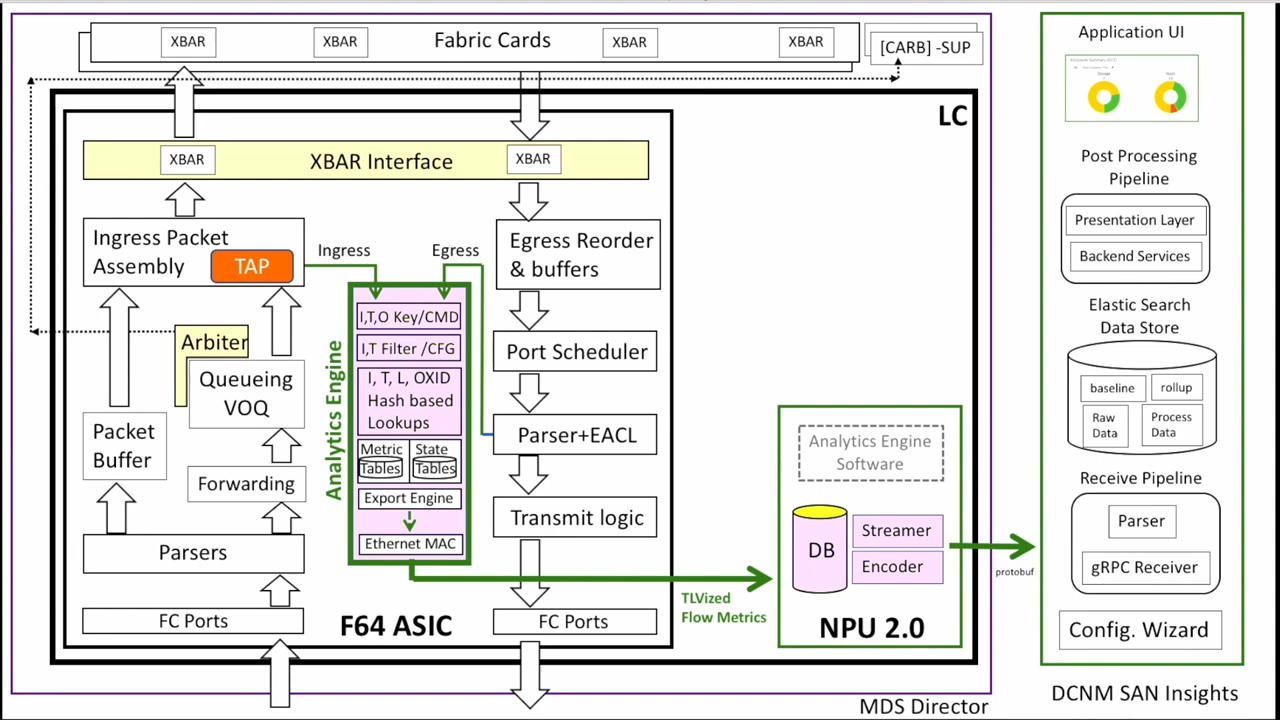 XBAR
XBAR
Fabric Cards
XBAR
XBAR
[CARB] -SUP
LC
XBAR
XBAR Interface
XBAR
Ingress Packet
Assembly
TAP
Ingress
Egress
Egress Reorder
& buffers
Arbiter
Queueing
VOQ
Packet
Buffer
Forwarding
Parsers
FC Ports
Analytics Engine
I,T,O Key/CMD
I,T Filter /CFG
I, T, L, OXID
Hash based
Lookups
Metric
Tables
State
Tables
Export Engine
Ethernet MAC
Port Scheduler
Parser+EACL
Transmit logic
FC Ports
F64 ASIC
TLVized
Flow Metrics
Analytics Engine
Software
DB
Streamer
Encoder
NPU 2.0
protobuf
MDS Director
Application UI
Post Processing
Pipeline
Presentation Layer
Backend Services
Elastic Search
Data Store
baseline
rollup
Raw
Data
Process
Data
Receive Pipeline
Parser
gRPC Receiver
Config. Wizard
DCNM SAN Insights